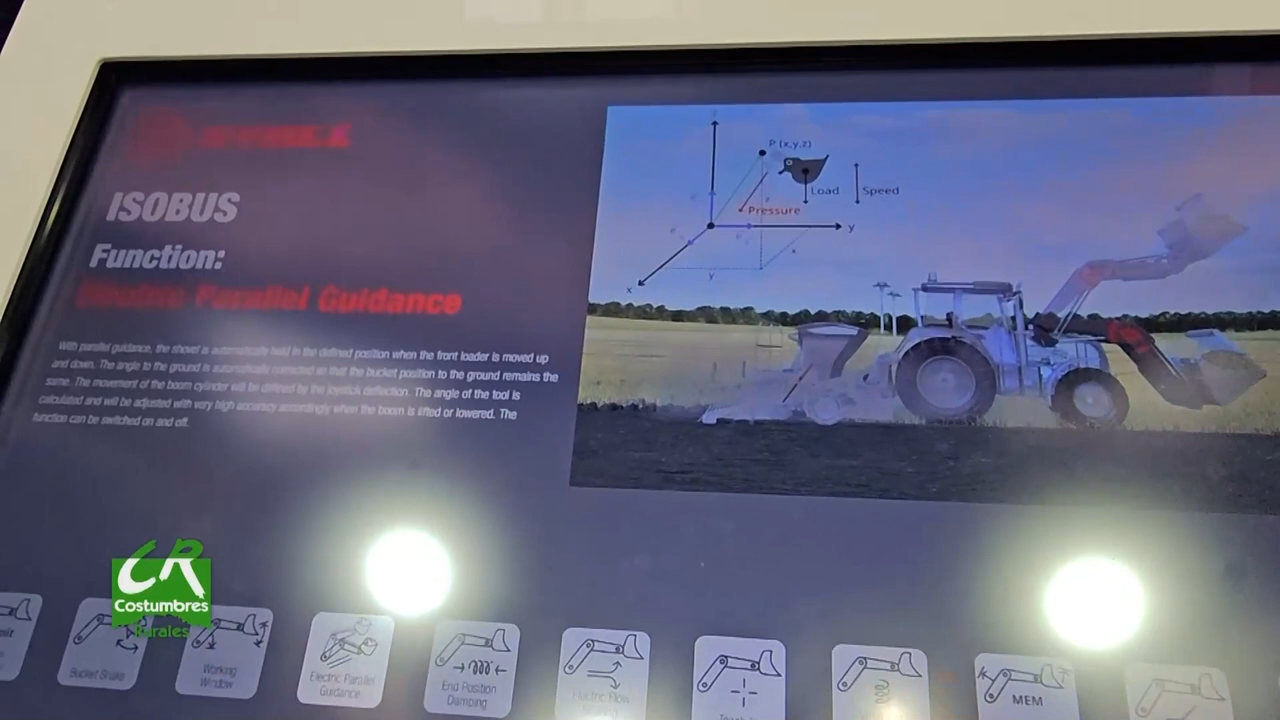 ISOBUS
Function:
Electric Parallel Guidance
With parallel guidance, the shovel is automatically held in the defined position when the front loader is moved up
and down. The angle to the ground is automatically corrected so that the bucket position to the ground remains the
same. The movement of the boom cylinder will be defined by the joystick deflection. The angle of the tool is
calculated and will be adjusted with very high accuracy accordingly when the boom is lifted or lowered. The
function can be switched on and off.
P (x,y,z)
Load
Speed
Pressure
y
x
x
y
CR
Costumbres
Rurales
Bucket Shake
Working
Window
Electric Parallel
Guidance
End Position
Damping
Electric Flow
MEM